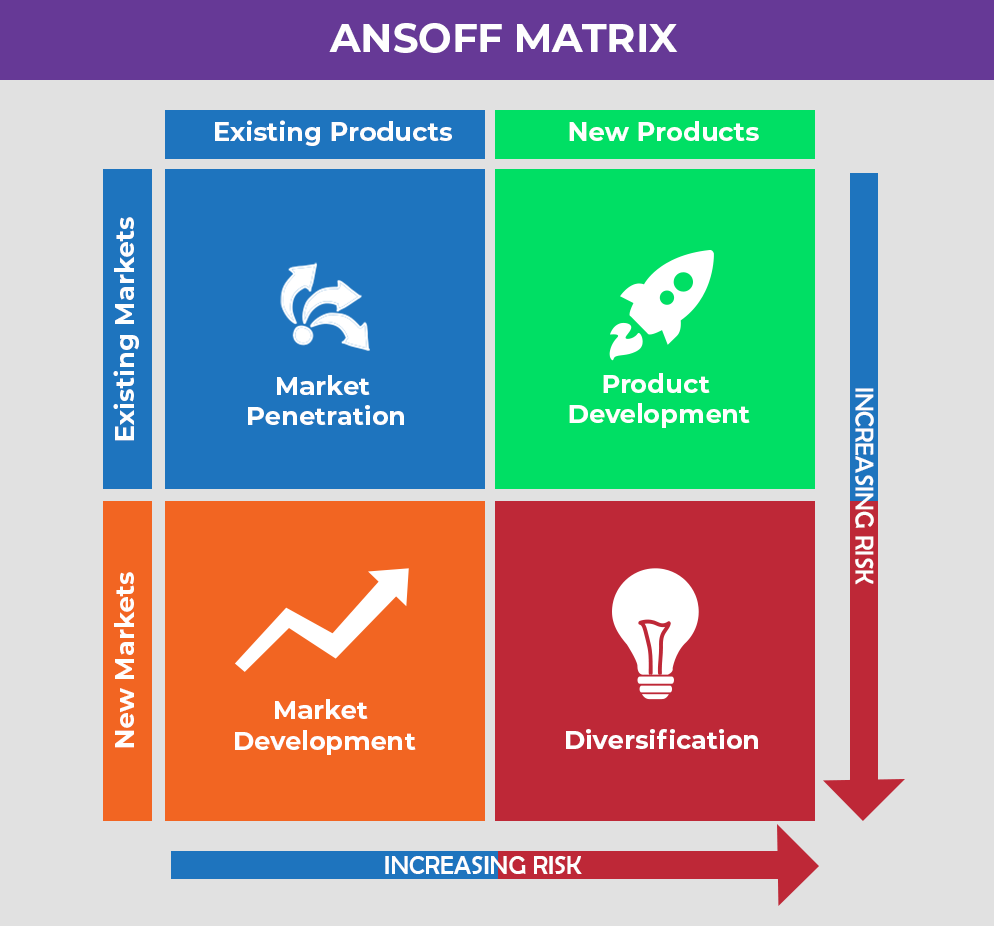 ANSOFF MATRIX
Existing Products
New Products
Existing Markets
Market
Penetration
Product
Development
INCREASING RISK
New Markets
Market
Development
Diversification
INCREASING RISK